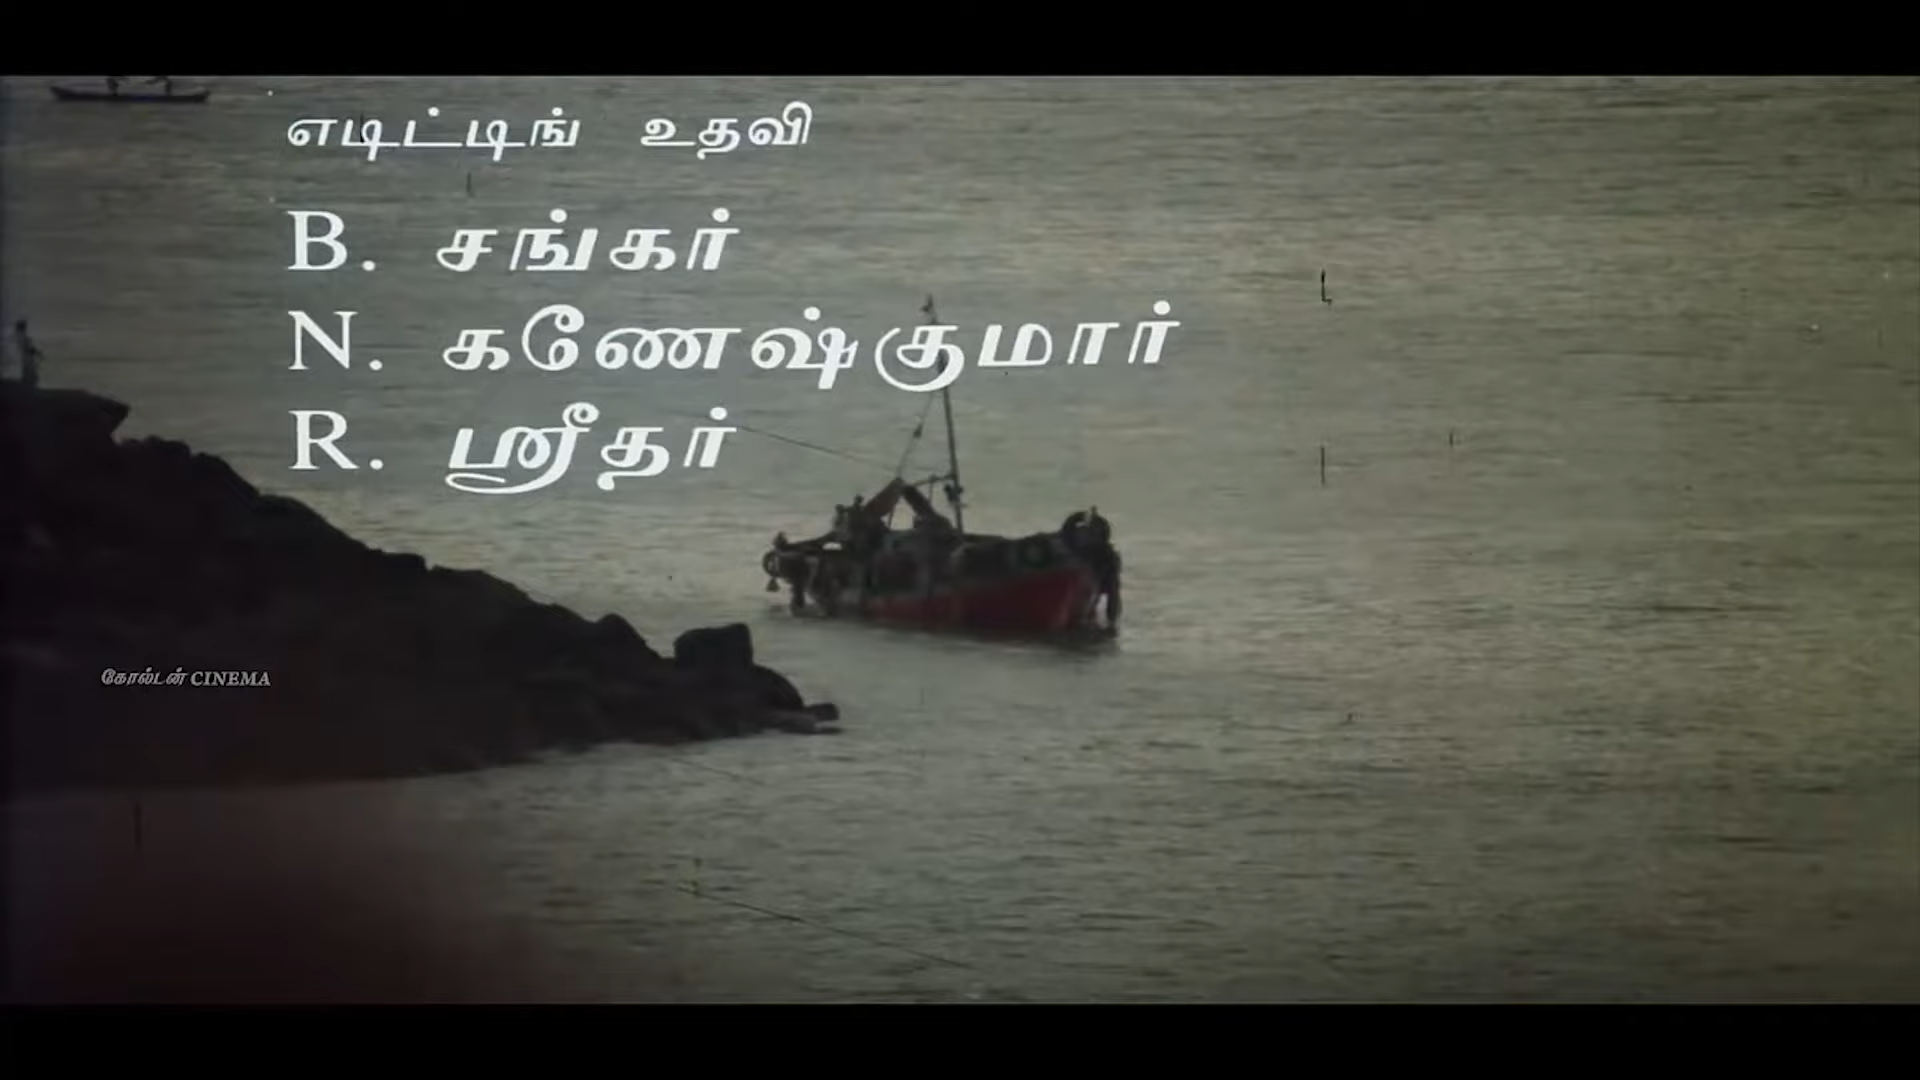 எடிட்டிங் உதவி
B. சங்கர்
N. கணேஷ்குமார்
R. ஸ்ரீதர்
கோல்டன் CINEMA